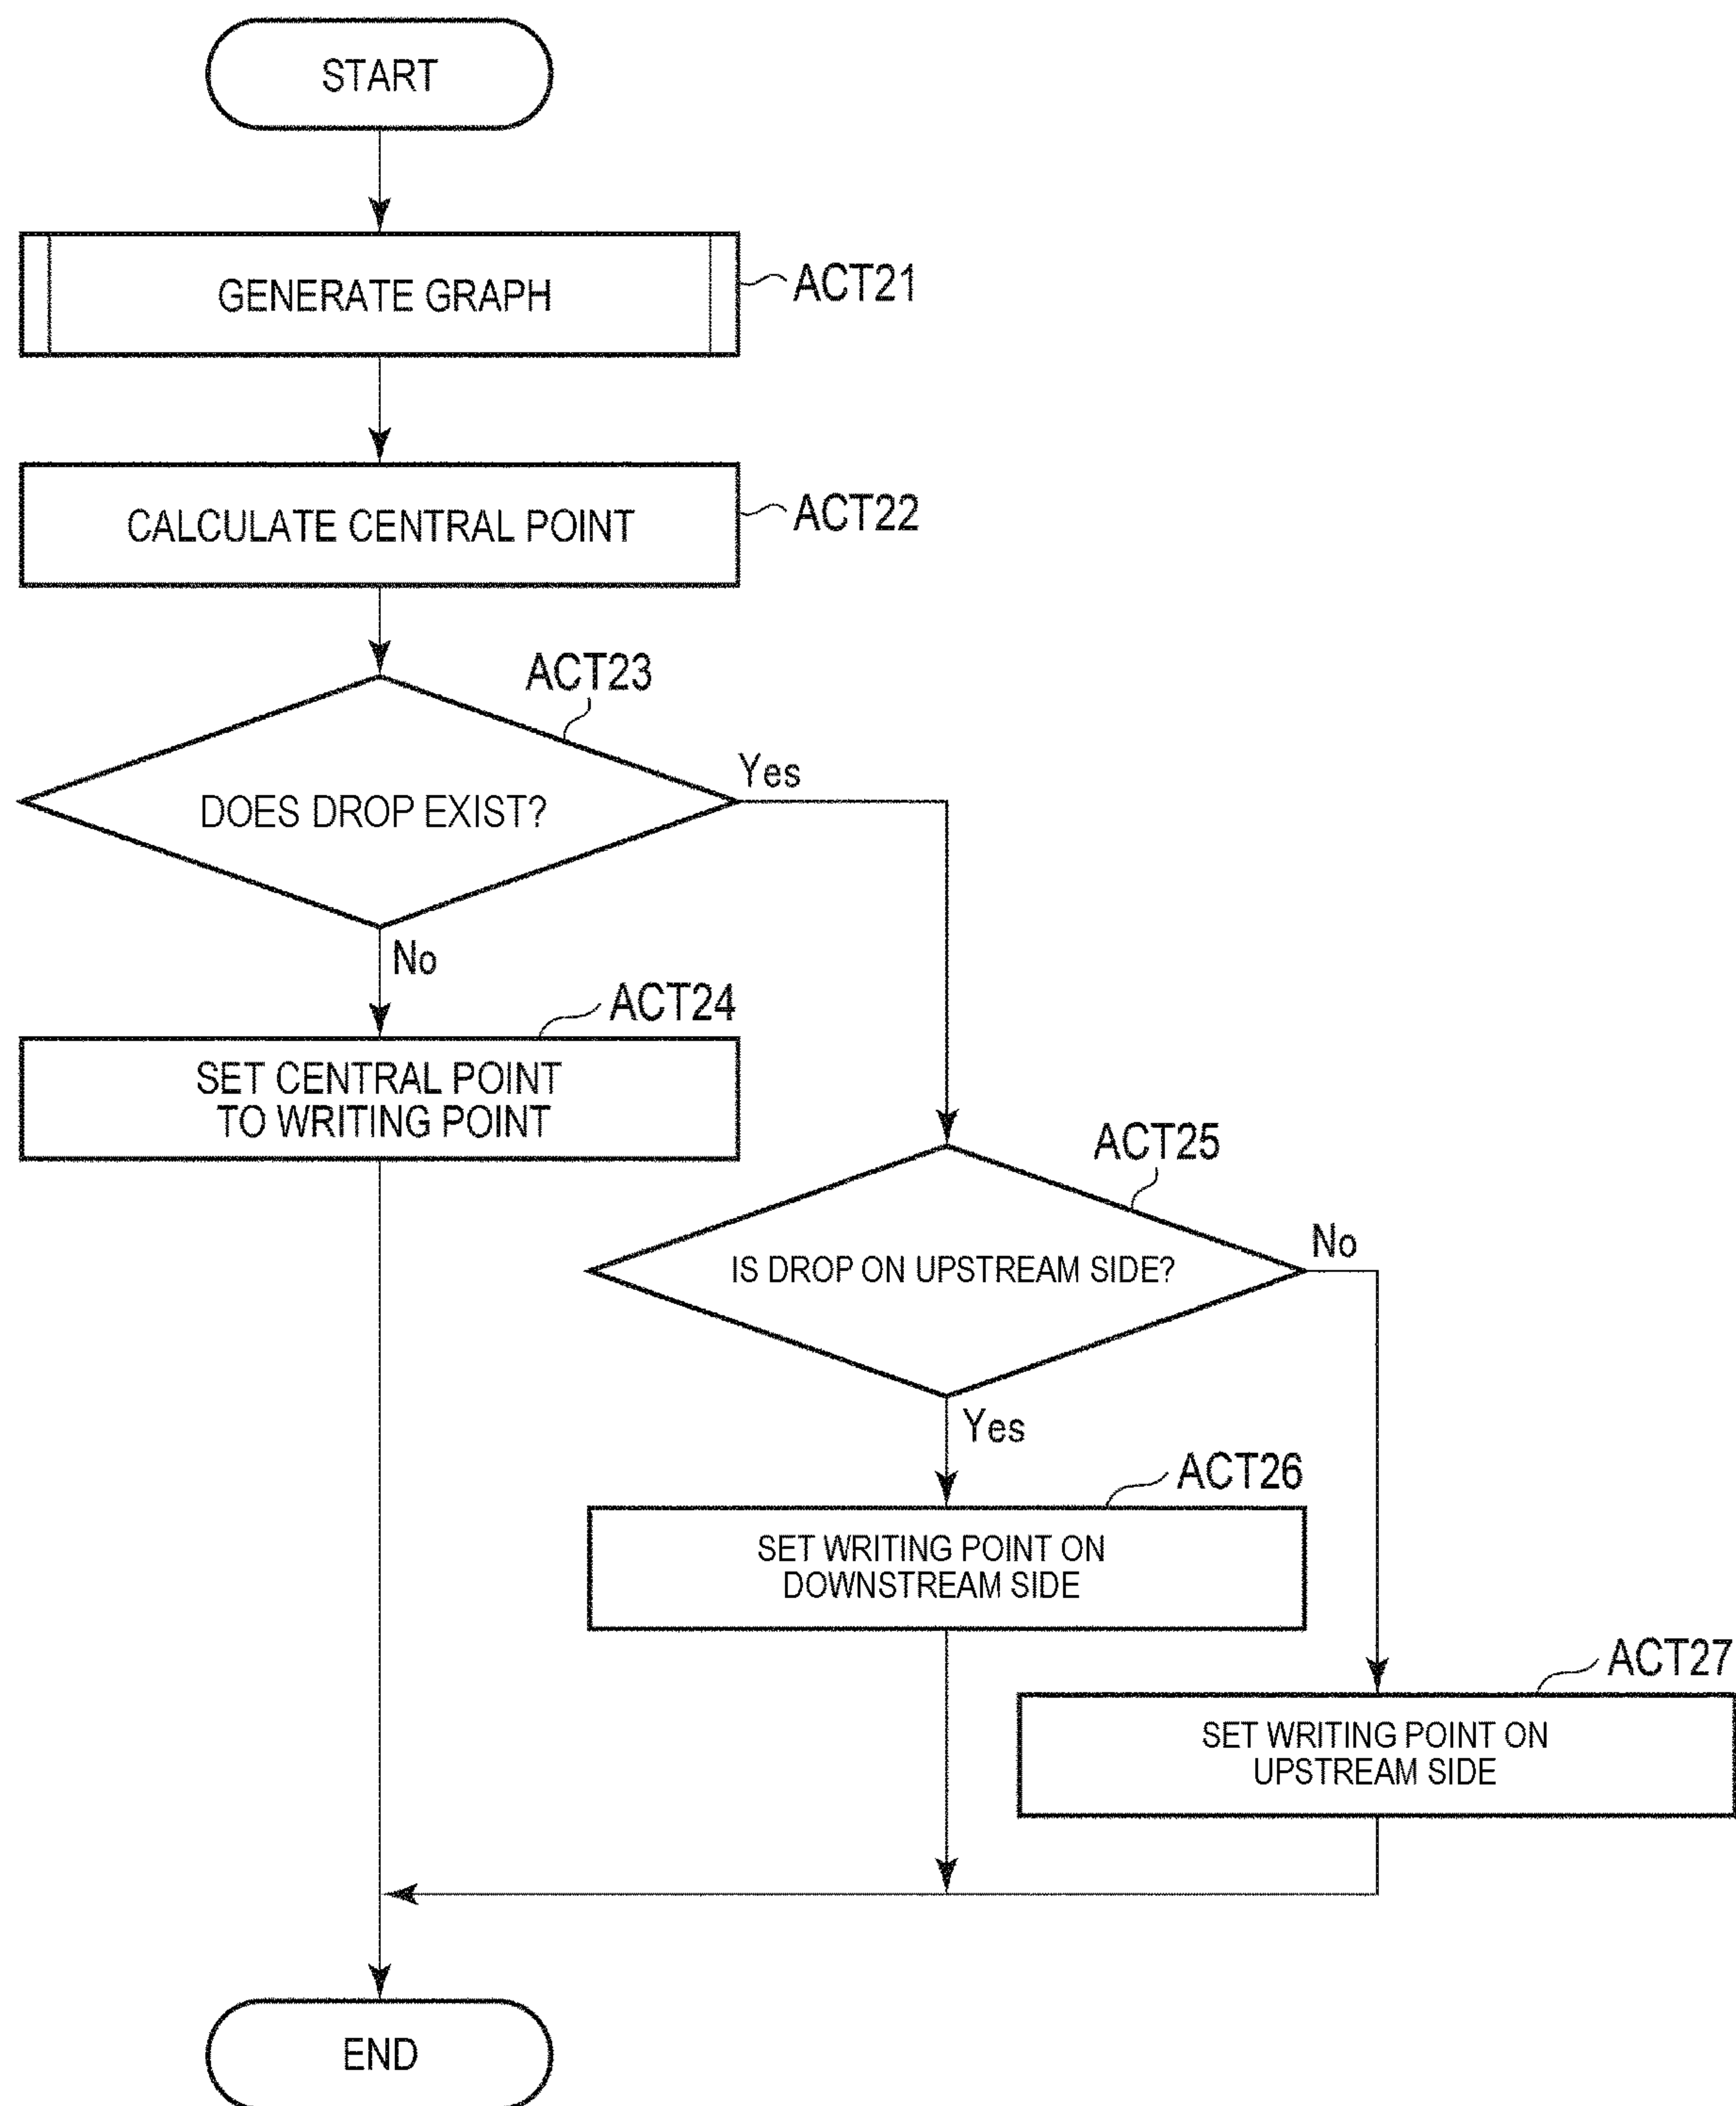 START
GENERATE GRAPH
ACT21
CALCULATE CENTRAL POINT
ACT22
ACT23
DOES DROP EXIST?
Yes
No
ACT24
SET CENTRAL POINT
TO WRITING POINT
ACT25
IS DROP ON UPSTREAM SIDE?
No
Yes
ACT26
SET WRITING POINT ON
DOWNSTREAM SIDE
ACT27
SET WRITING POINT ON
UPSTREAM SIDE
END